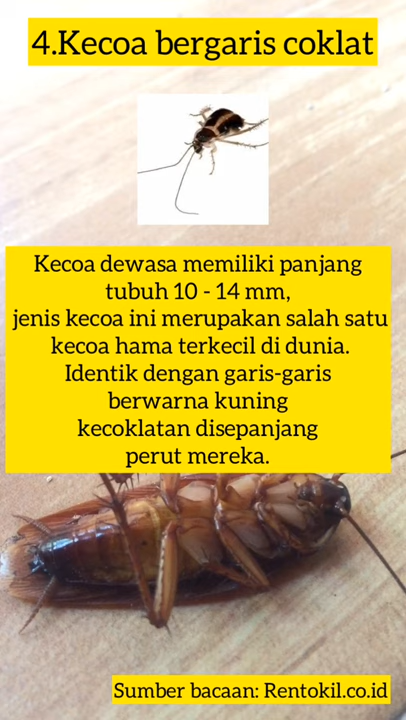 4.Kecoa bergaris coklat
Kecoa dewasa memiliki panjang
tubuh 10 - 14 mm,
jenis kecoa ini merupakan salah satu
kecoa hama terkecil di dunia.
Identik dengan garis-garis
berwarna kuning
kecoklatan disepanjang
perut mereka.
Sumber bacaan: Rentokil.co.id